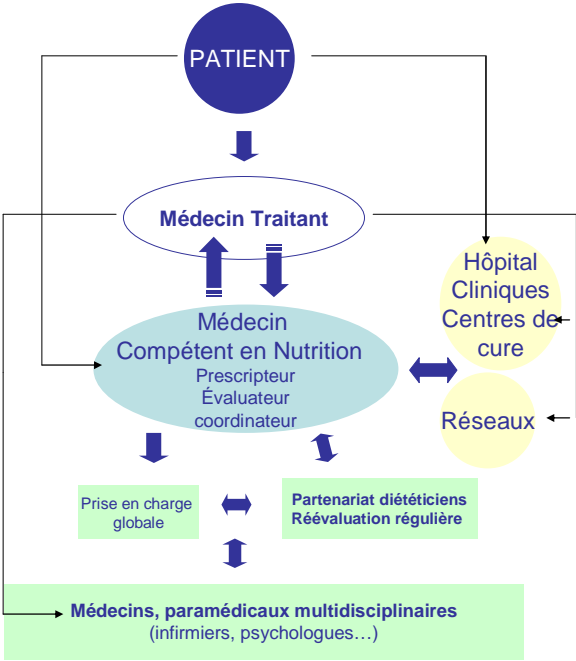 PATIENT
Médecin Traitant
Hôpital
Cliniques
Centres de
cure
Médecin
Compétent en Nutrition
Prescripteur
Évaluateur
coordinateur
Réseaux
Prise en charge
globale
Partenariat diététiciens
Réévaluation régulière
Médecins, paramédicaux multidisciplinaires
(infirmiers, psychologues…)